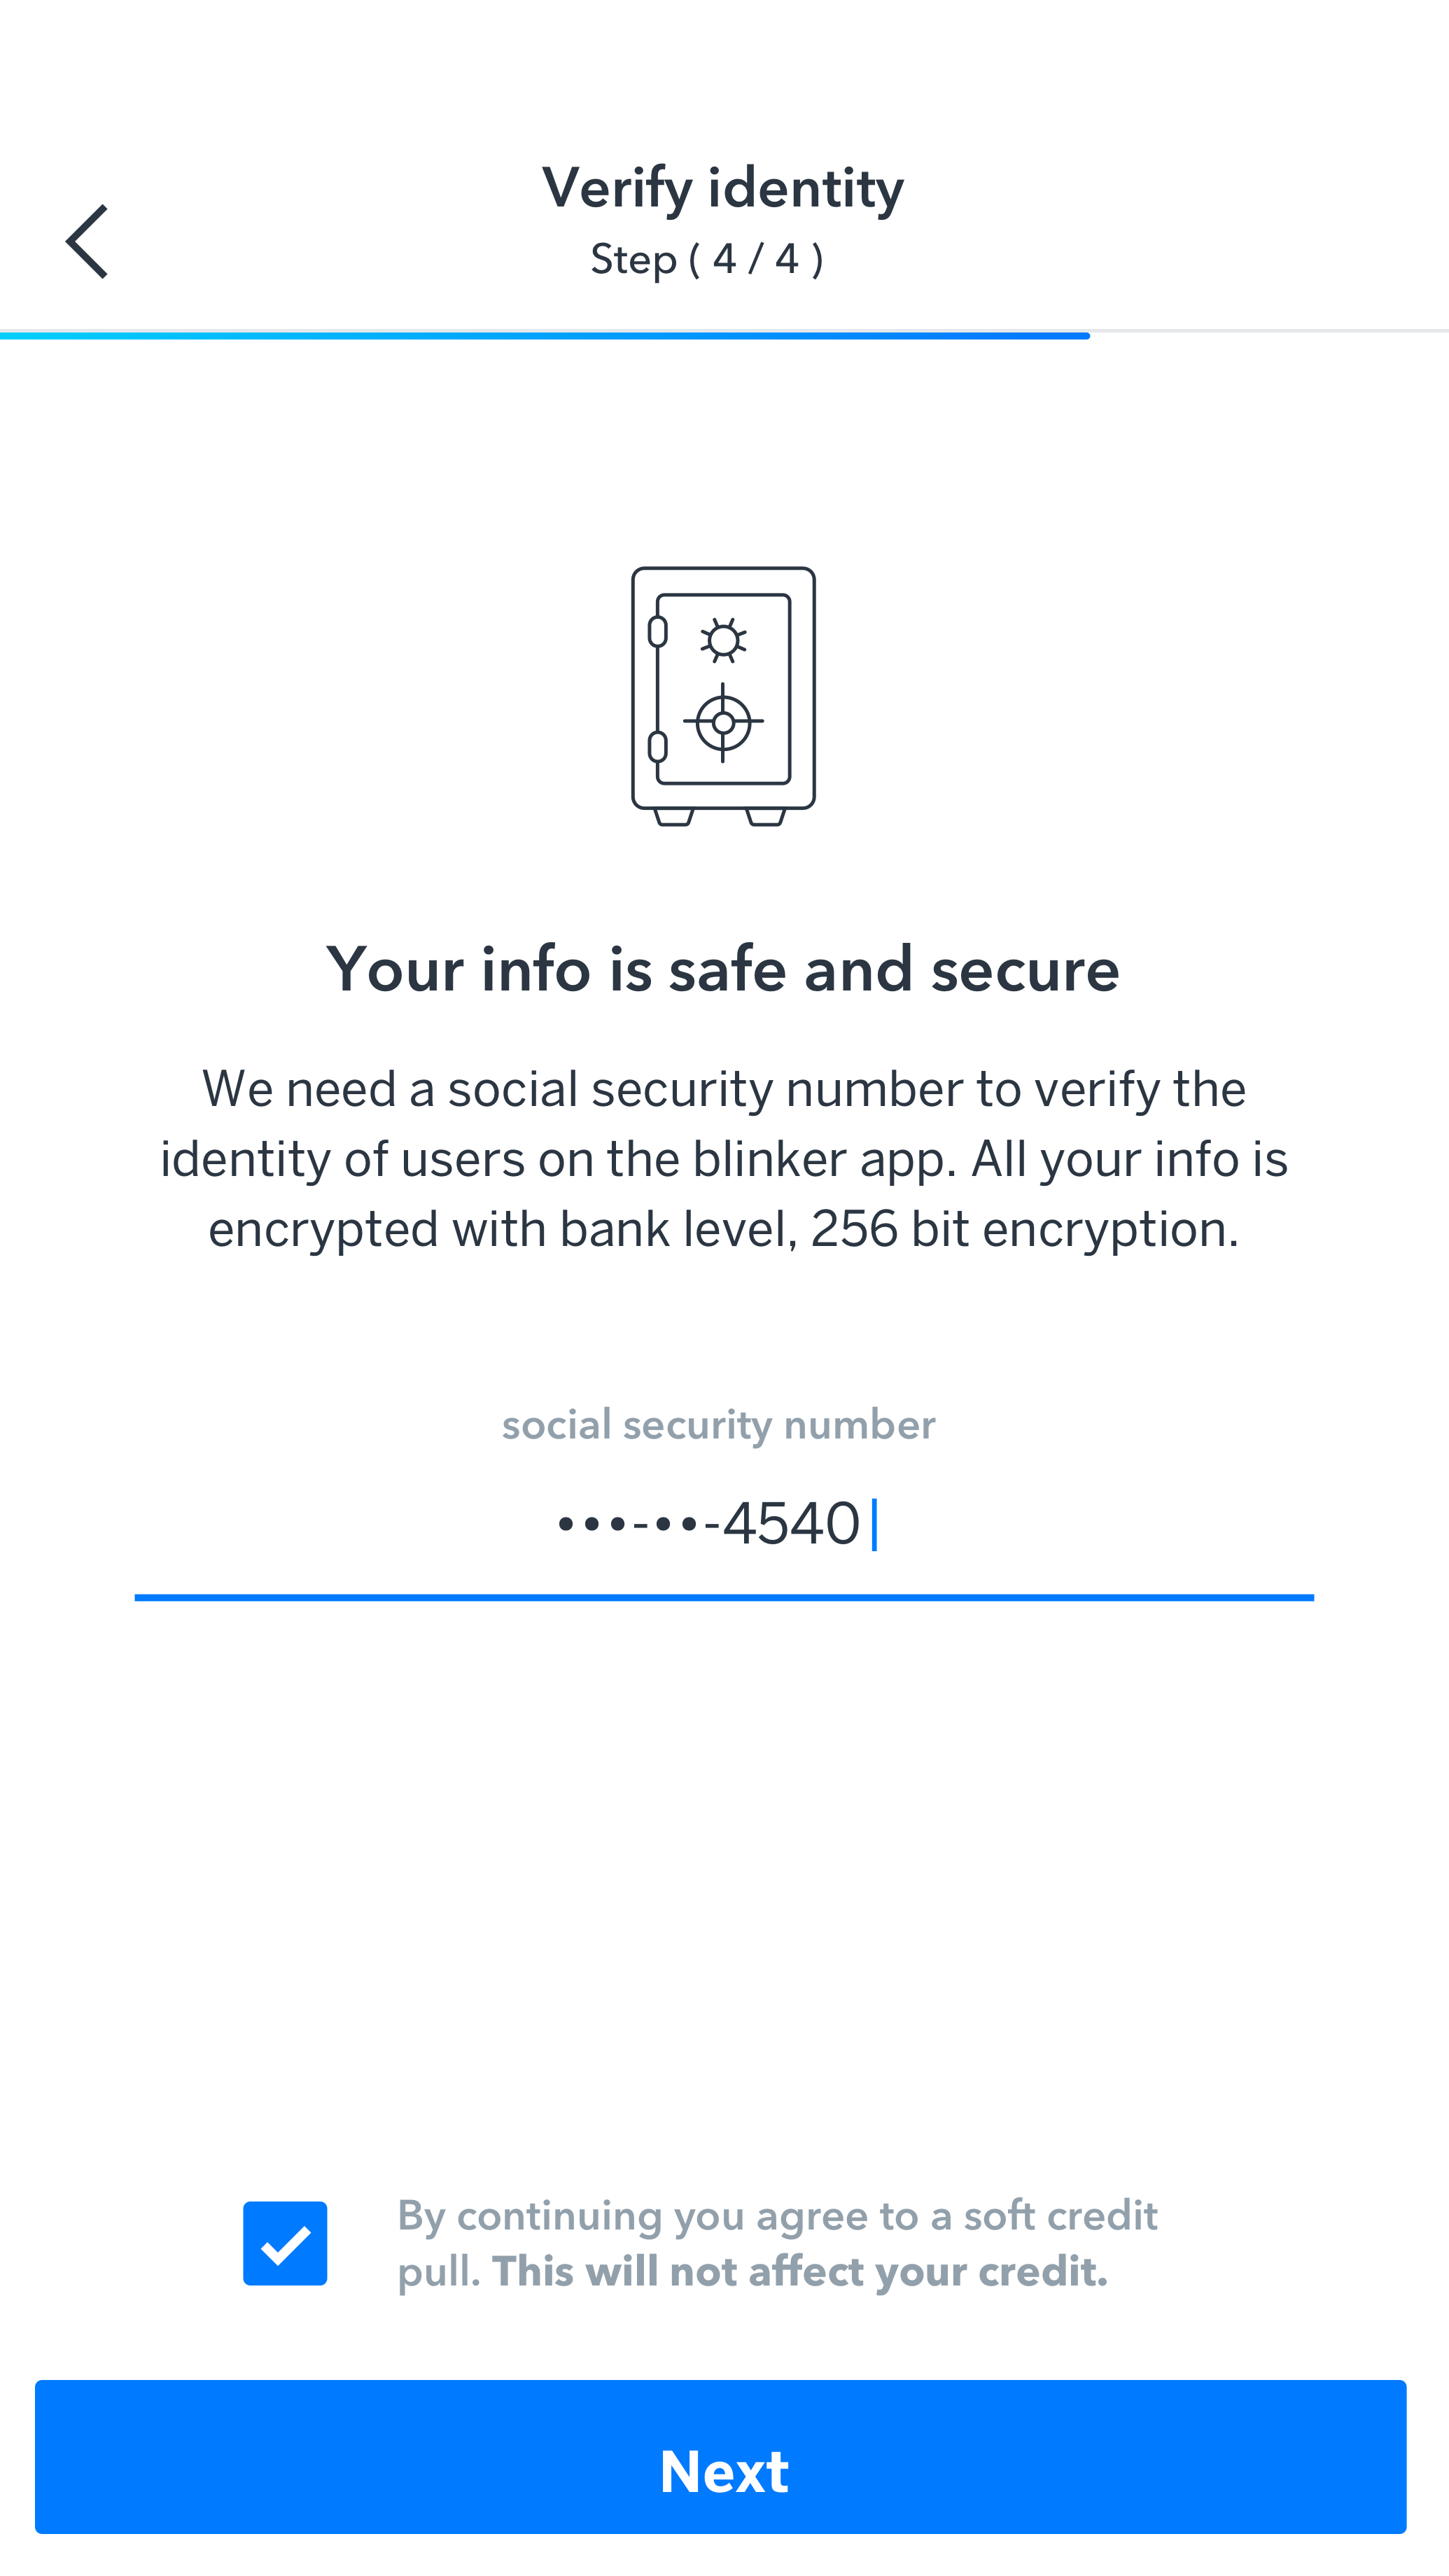 Verify identity
Step ( 4 / 4 )
Your info is safe and secure
We need a social security number to verify the
identity of users on the blinker app. All your info is
encrypted with bank level, 256 bit encryption.
social security number
•••-••-4540
By continuing you agree to a soft credit
pull. This will not affect your credit.
Next